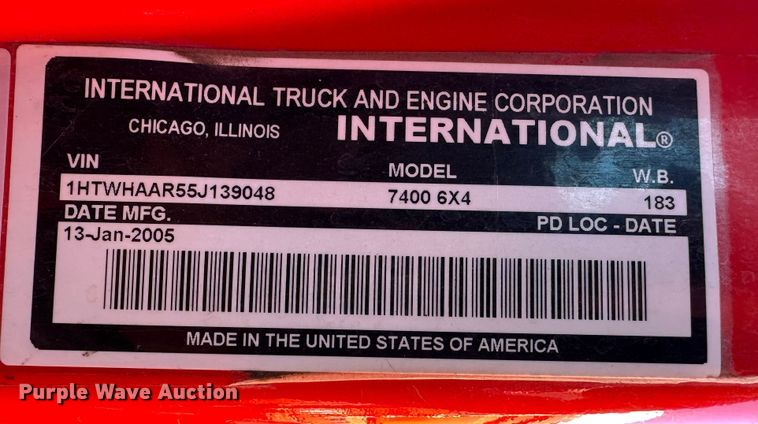 INTERNATIONAL TRUCK AND ENGINE CORPORATION
CHICAGO, ILLINOIS INTERNATIONAL®
VIN MODEL W.B.
1HTWHAAR55J139048 7400 6X4 183
DATE MFG. PD LOC - DATE
13-Jan-2005
MADE IN THE UNITED STATES OF AMERICA
Purple Wave Auction